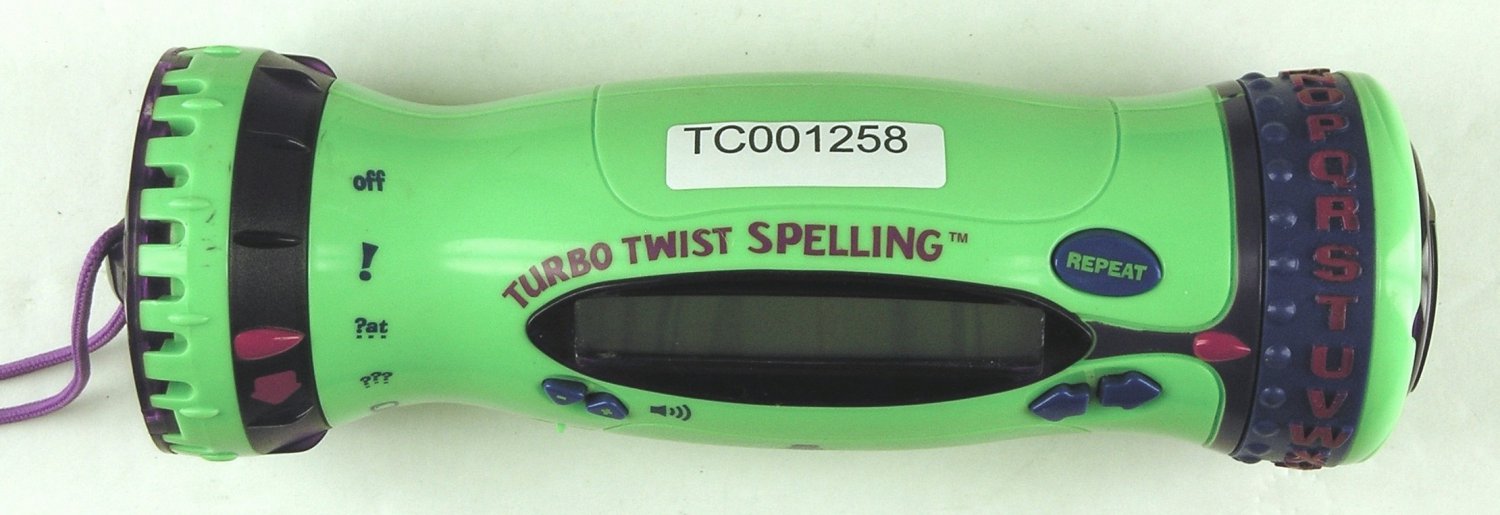 TC001258
TURBO TWIST SPELLING™
REPEAT
off
!
?at
???
- +
N
O
P
Q
R
S
T
U
V
W
X